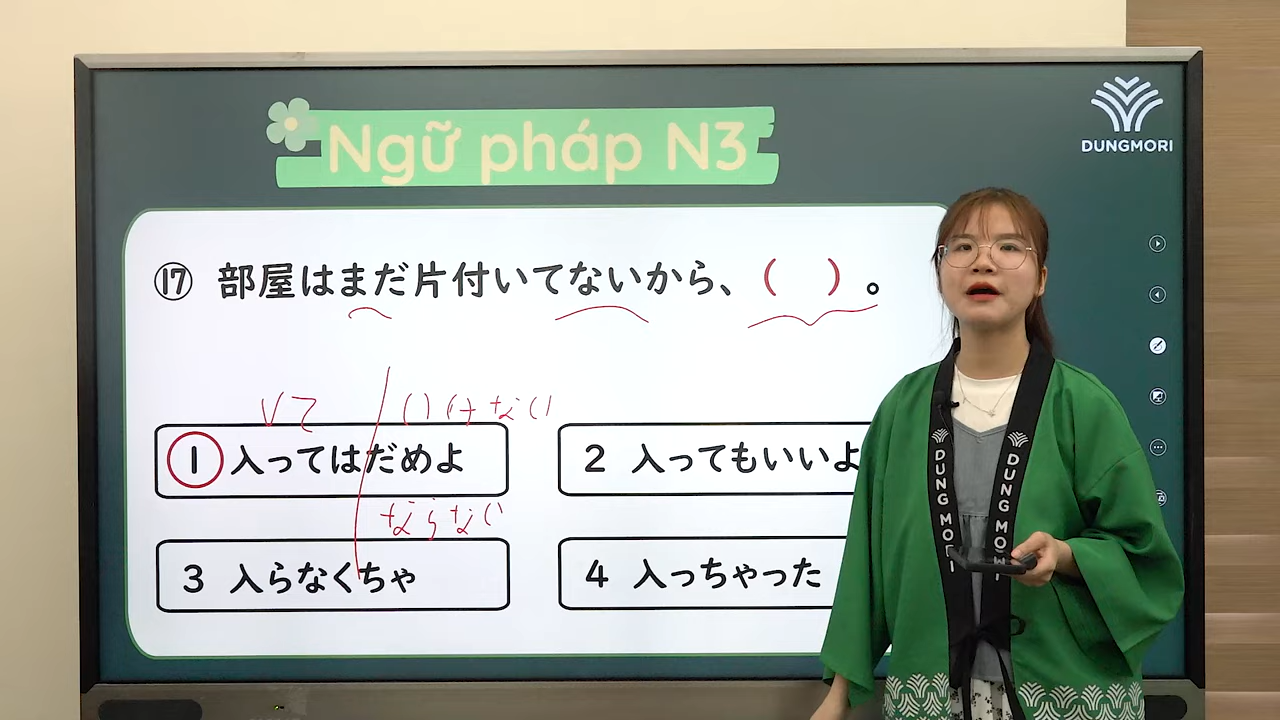 Ngữ pháp N3
DUNGMORI
⑰ 部屋はまだ片付いてないから、( )。
Vて いけない
1 入ってはだめよ
2 入ってもいいよ
ならない
3 入らなくちゃ
4 入っちゃった
DUNG MORI
DUNG MORI